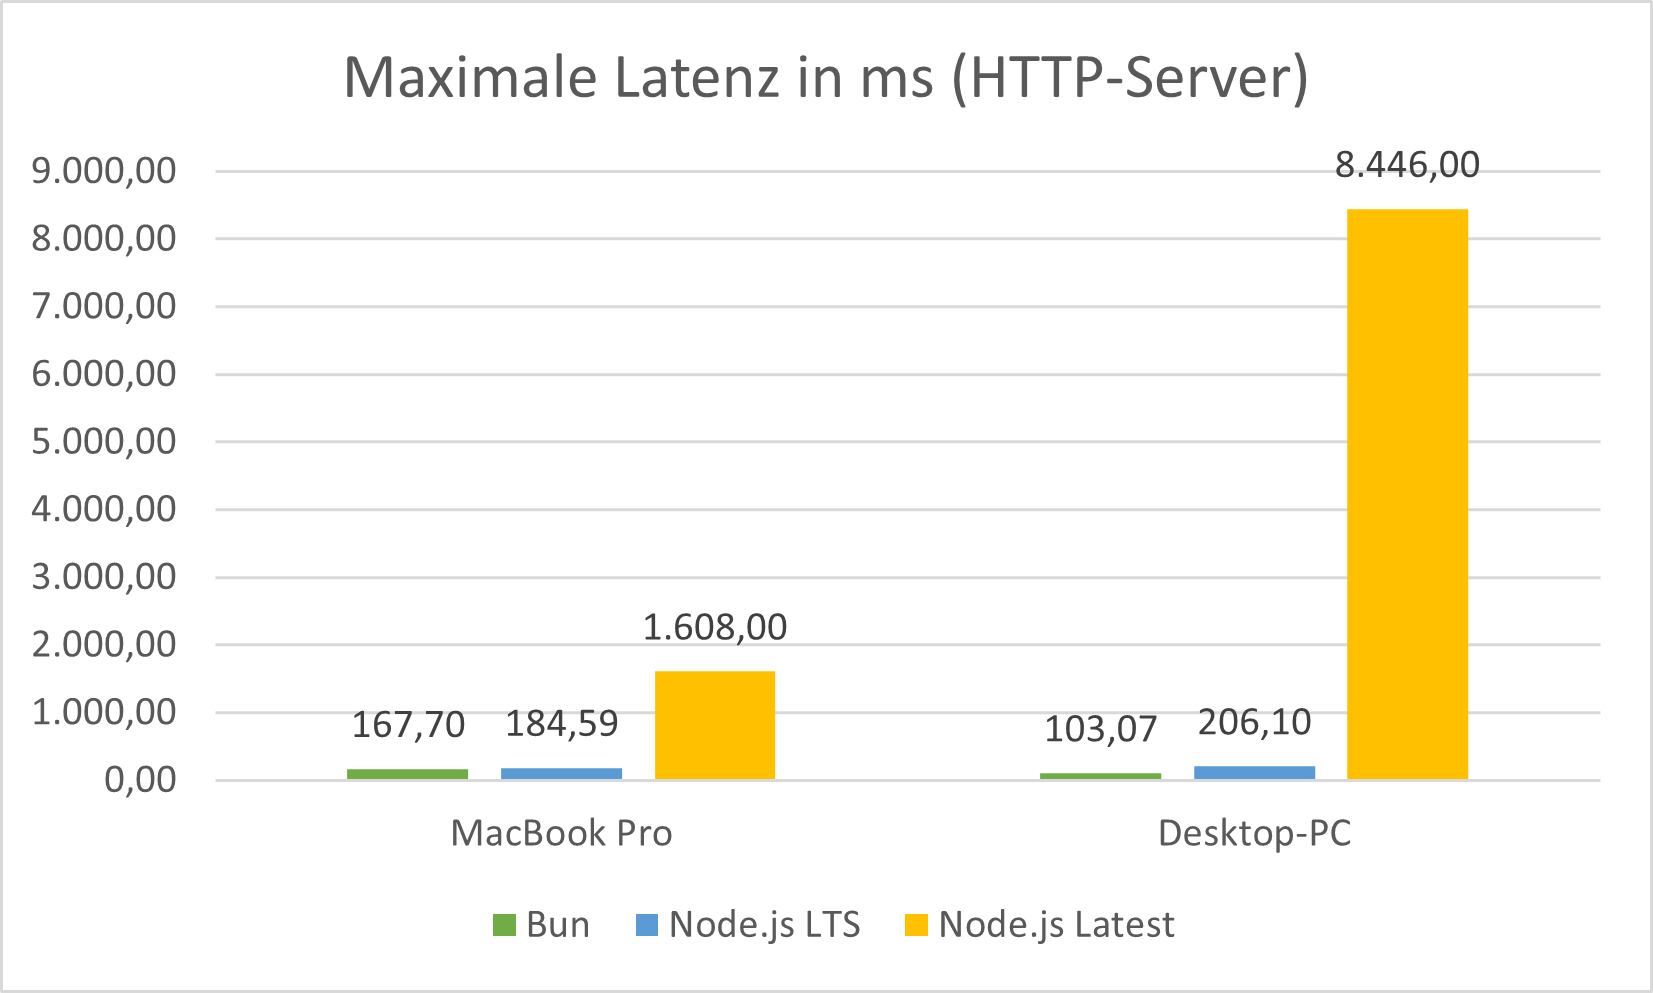 Maximale Latenz in ms (HTTP-Server)
9.000,00
8.000,00
7.000,00
6.000,00
5.000,00
4.000,00
3.000,00
2.000,00
1.000,00
0,00
167,70
184,59
1.608,00
103,07
206,10
8.446,00
MacBook Pro
Desktop-PC
Bun
Node.js LTS
Node.js Latest